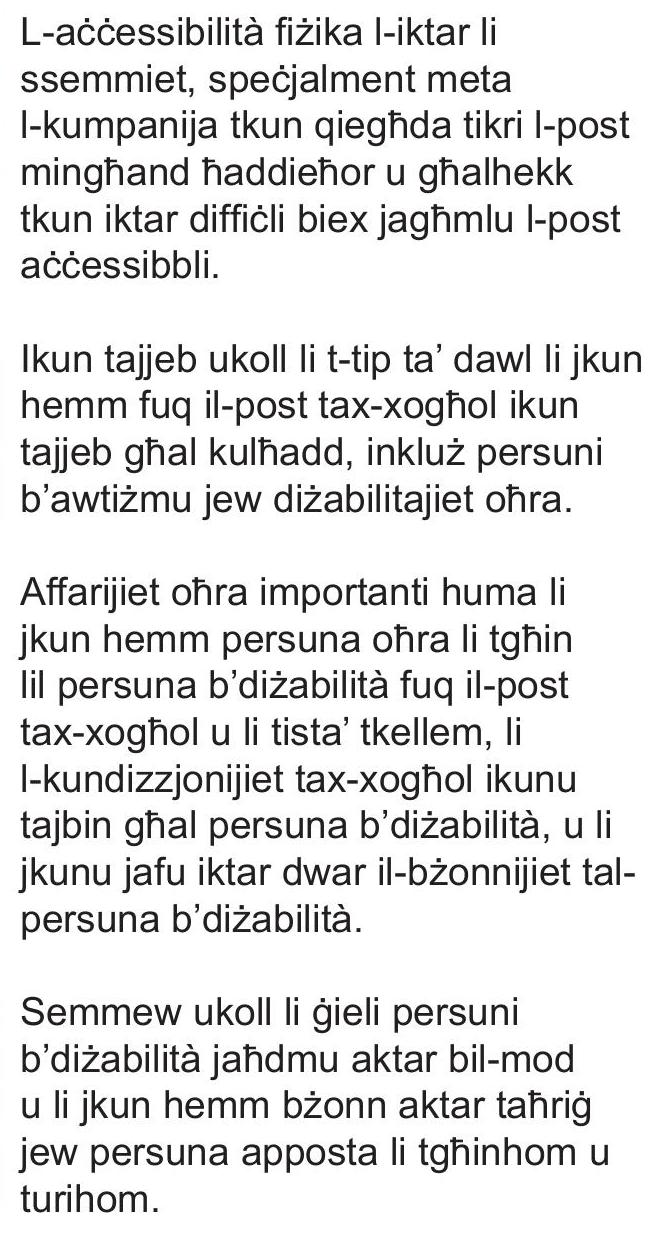 L-aċċessibilità fiżika l-iktar li
ssemmiet, speċjalment meta
l-kumpanija tkun qiegħda tikri l-post
mingħand ħaddieħor u għalhekk
tkun iktar diffiċli biex jagħmlu l-post
aċċessibbli.

Ikun tajjeb ukoll li t-tip ta’ dawl li jkun
hemm fuq il-post tax-xogħol ikun
tajjeb għal kulħadd, inkluż persuni
b’awtiżmu jew diżabilitajiet oħra.

Affarijiet oħra importanti huma li
jkun hemm persuna oħra li tgħin
lil persuna b’diżabilità fuq il-post
tax-xogħol u li tista’ tkellem, li
l-kundizzjonijiet tax-xogħol ikunu
tajbin għal persuna b’diżabilità, u li
jkunu jafu iktar dwar il-bżonnijiet tal-
persuna b’diżabilità.

Semmew ukoll li ġieli persuni
b’diżabilità jaħdmu aktar bil-mod
u li jkun hemm bżonn aktar taħriġ
jew persuna apposta li tgħinhom u
turihom.